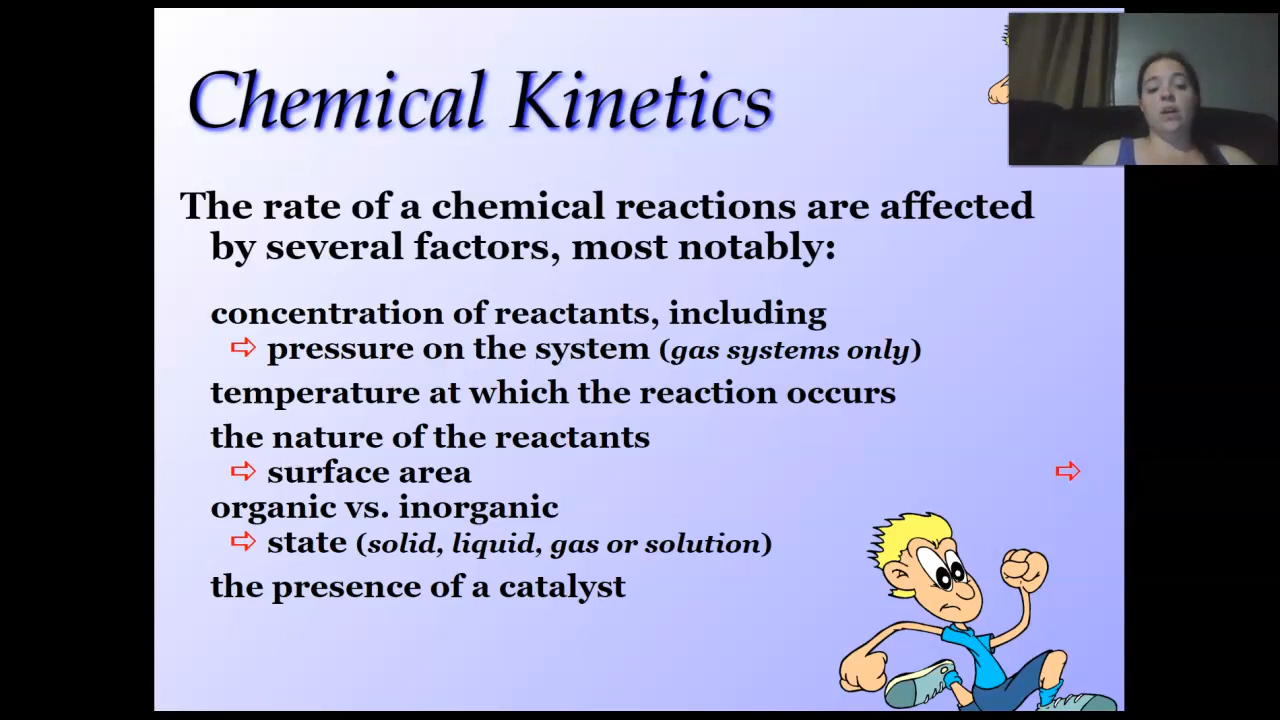 Chemical Kinetics
The rate of a chemical reactions are affected
by several factors, most notably:
concentration of reactants, including
⇨ pressure on the system (gas systems only)
temperature at which the reaction occurs
the nature of the reactants
⇨ surface area
organic vs. inorganic
⇨ state (solid, liquid, gas or solution)
the presence of a catalyst